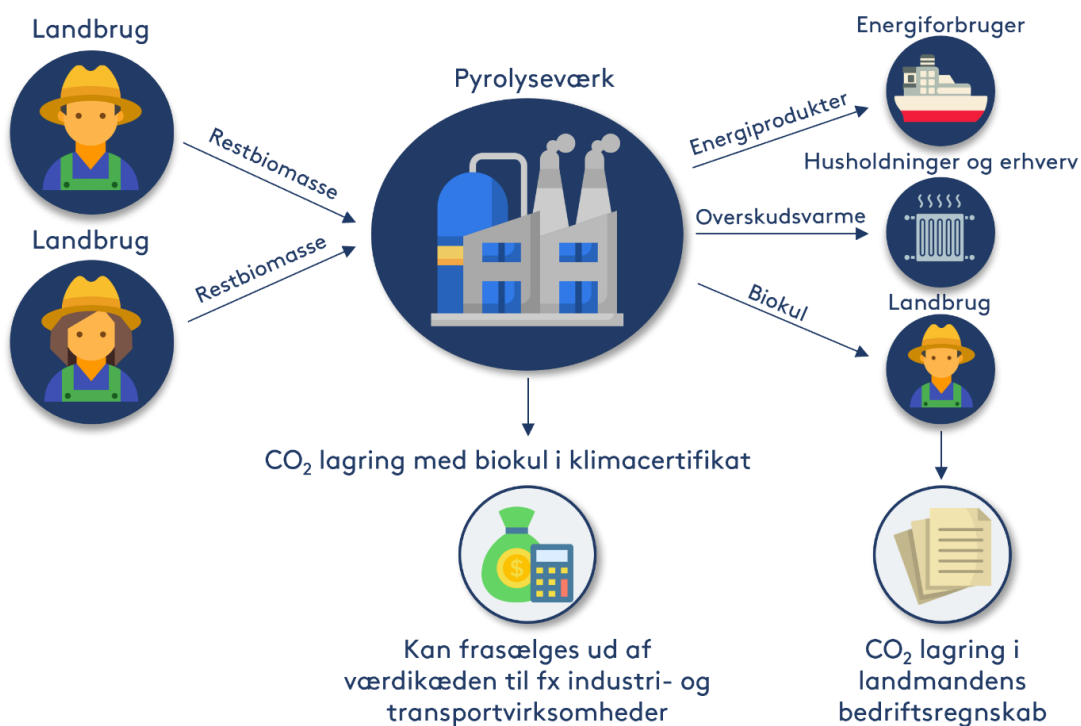 Landbrug
Restbiomasse
Landbrug
Restbiomasse
Pyrolyseværk
Energiprodukter
Energiforbruger
Overskudsvarme
Husholdninger og erhverv
Biokul
Landbrug
CO₂ lagring med biokul i klimacertifikat
$
Kan frasælges ud af
værdikæden til fx industri- og
transportvirksomheder
CO₂ lagring i
landmandens
bedriftsregnskab